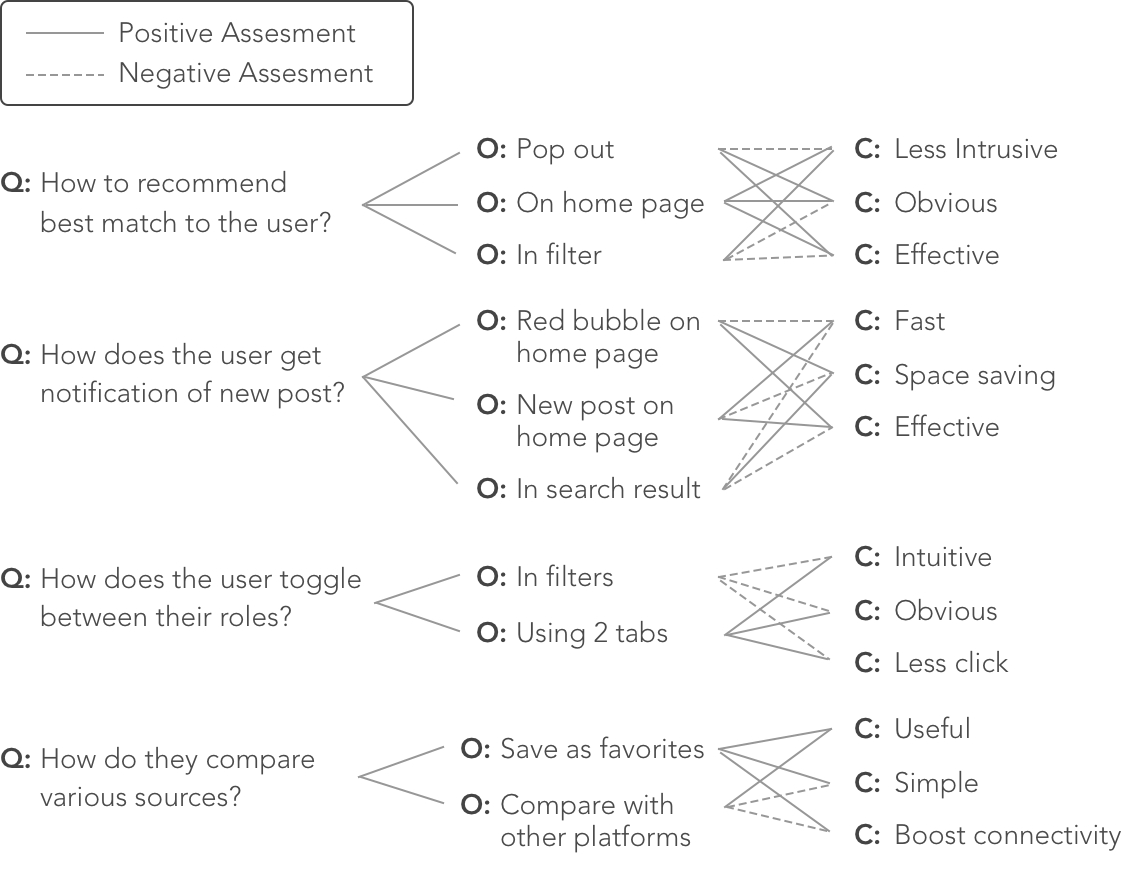 Positive Assesment
Negative Assesment
Q: How to recommend
best match to the user?
O: Pop out
O: On home page
O: In filter
C: Less Intrusive
C: Obvious
C: Effective
Q: How does the user get
notification of new post?
O: Red bubble on
home page
O: New post on
home page
O: In search result
C: Fast
C: Space saving
C: Effective
Q: How does the user toggle
between their roles?
O: In filters
O: Using 2 tabs
C: Intuitive
C: Obvious
C: Less click
Q: How do they compare
various sources?
O: Save as favorites
O: Compare with
other platforms
C: Useful
C: Simple
C: Boost connectivity